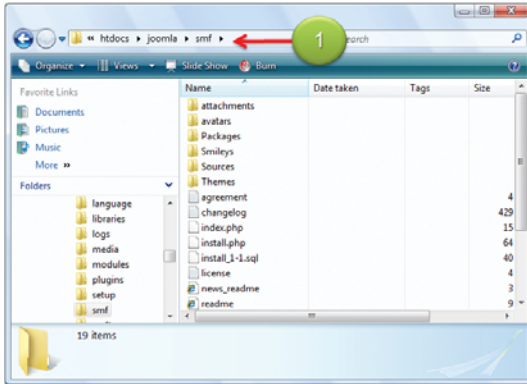 « htdocs ▸ joomla ▸ smf ▸
1
Search
Organize Views Slide Show Burn
Favorite Links
Documents
Pictures
Music
More »
Folders
language
libraries
logs
media
modules
plugins
setup
smf
Name Date taken Tags Size
attachments
avatars
Packages
Smileys
Sources
Themes
agreement 4
changelog 429
index.php 15
install.php 64
install_1-1.sql 40
license 4
news_readme 3
readme 9
19 items